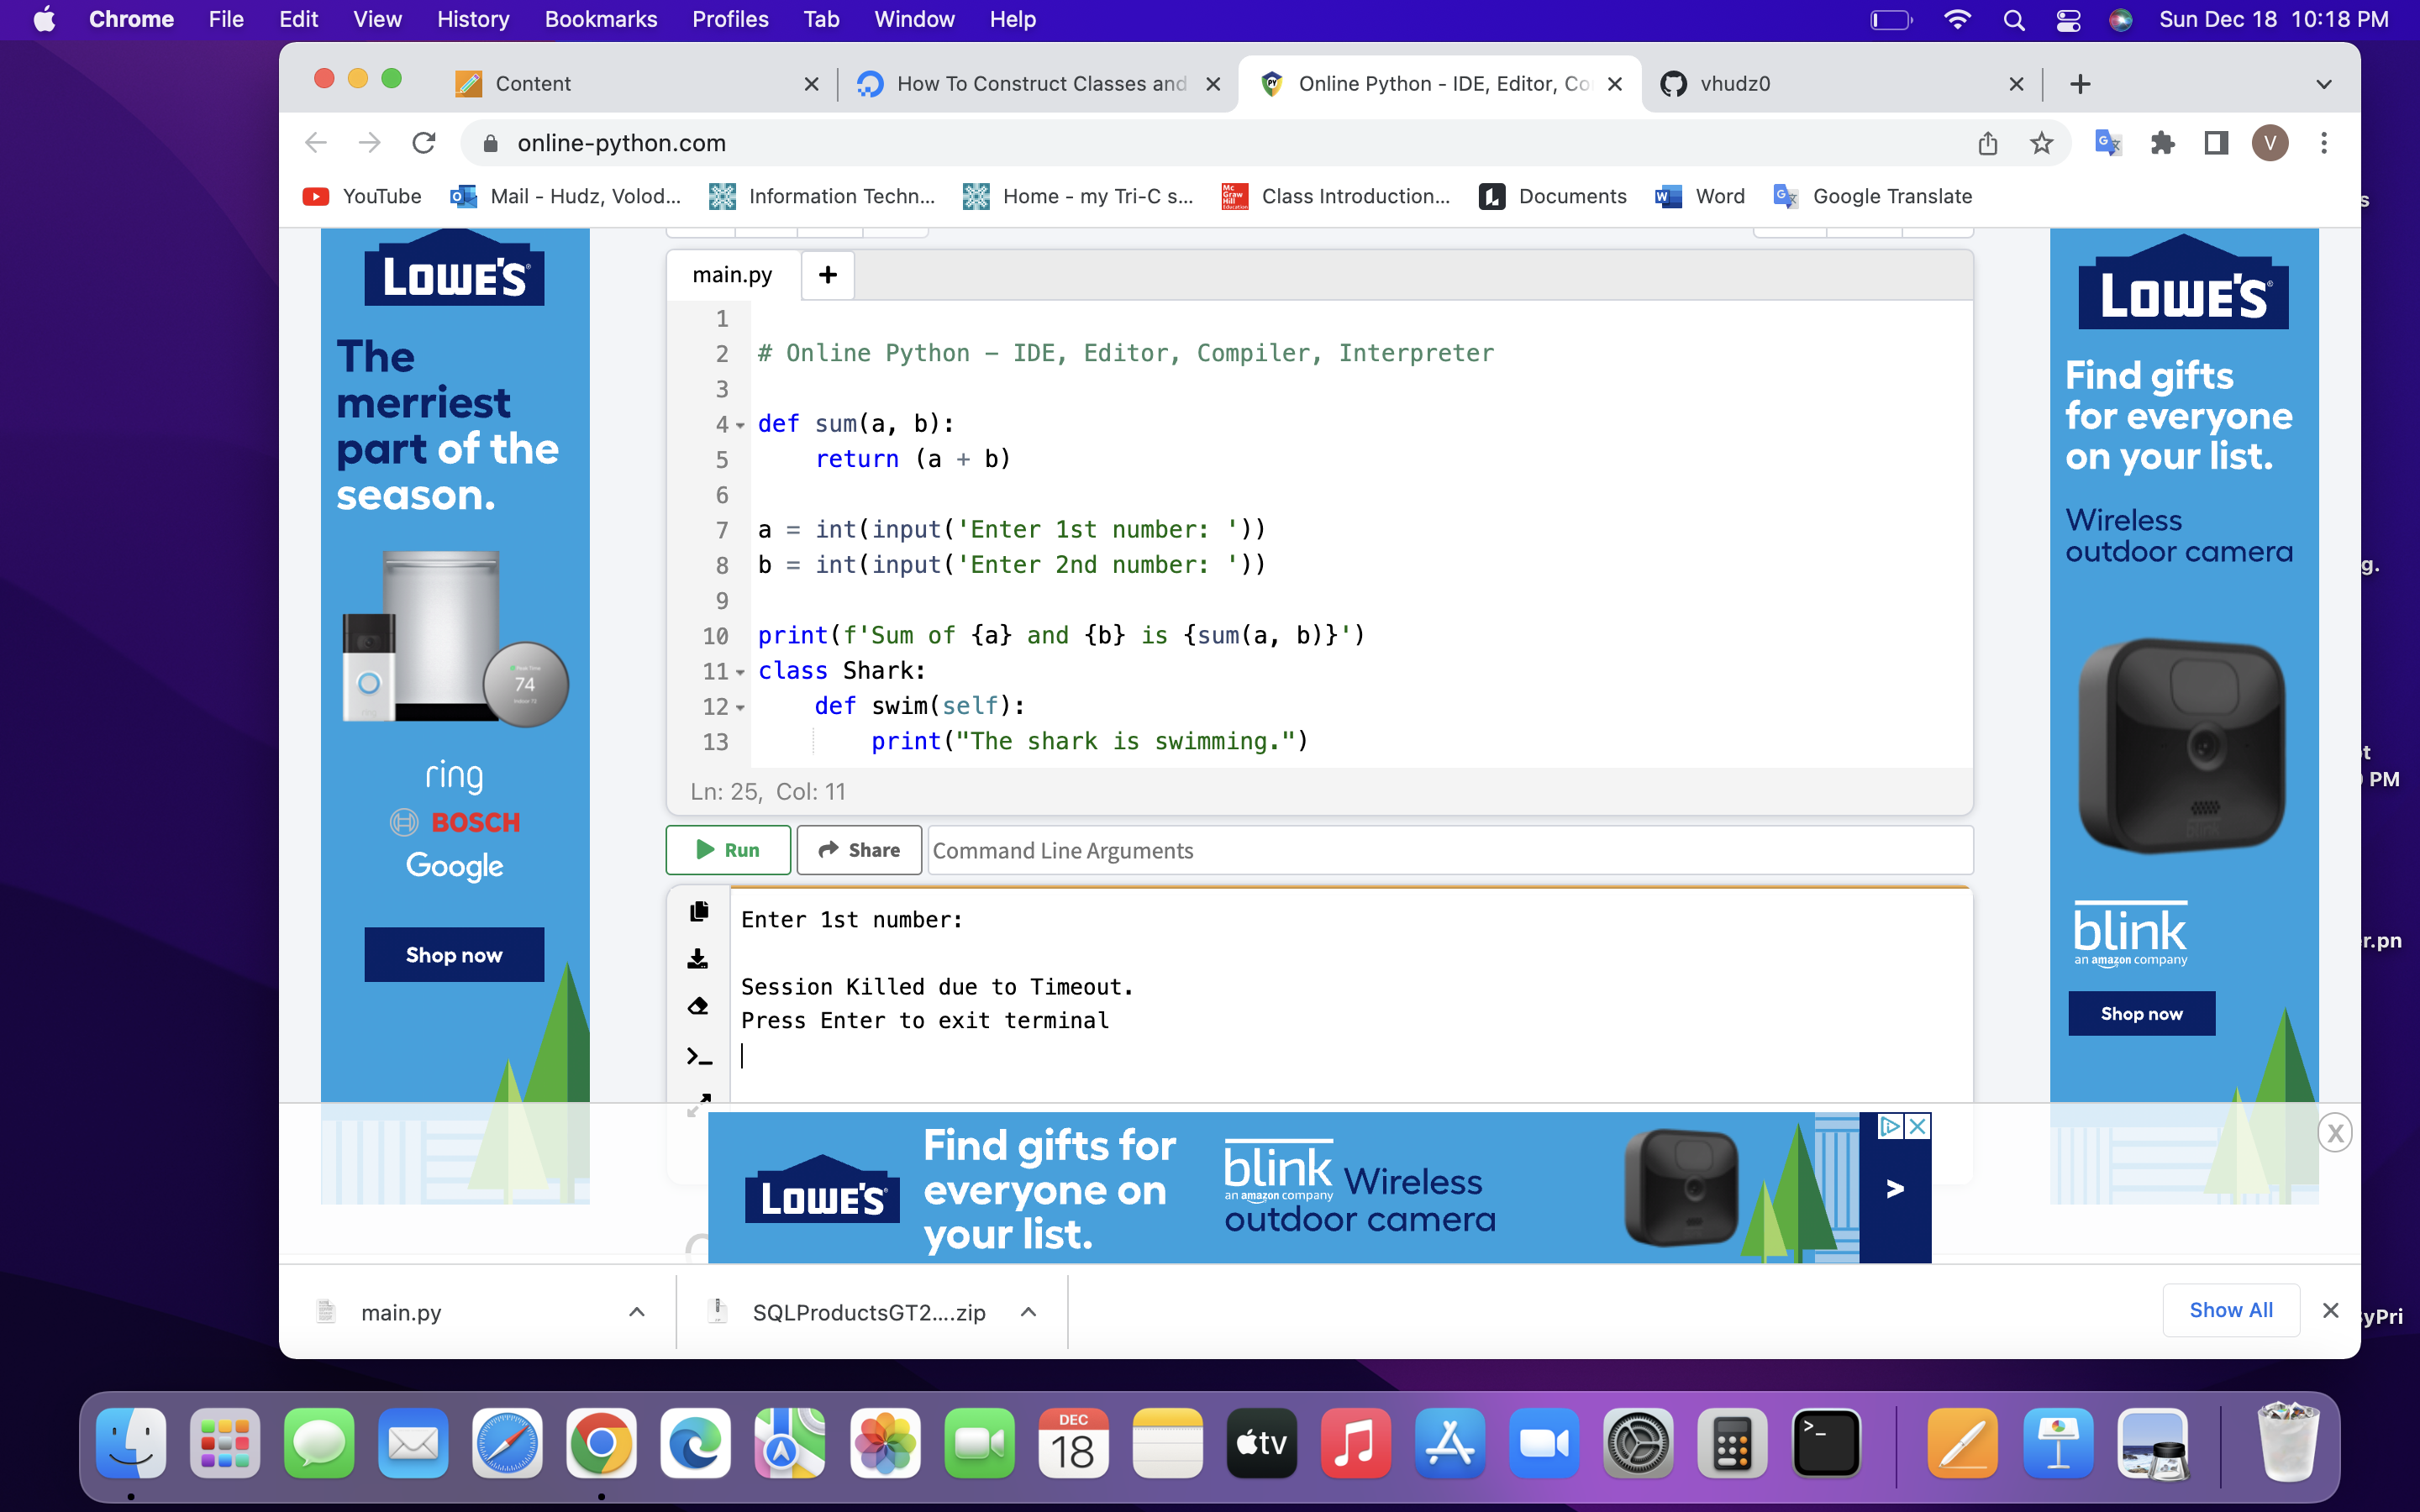 Chrome File Edit View History Bookmarks Profiles Tab Window Help Sun Dec 18 10:18 PM
Content How To Construct Classes and Online Python - IDE, Editor, Co vhudz0
online-python.com V
YouTube Mail - Hudz, Volod... Information Techn... Home - my Tri-C s... Class Introduction... Documents Word Google Translate
LOWE'S
The
merriest
part of the
season.
74
ring
BOSCH
Google
Shop now
main.py +
1
2 # Online Python - IDE, Editor, Compiler, Interpreter
3
4 def sum(a, b):
5 return (a + b)
6
7 a = int(input('Enter 1st number: '))
8 b = int(input('Enter 2nd number: '))
9
10 print(f'Sum of {a} and {b} is {sum(a, b)}')
11 class Shark:
12 def swim(self):
13 print("The shark is swimming.")
Ln: 25, Col: 11
Run Share Command Line Arguments
Enter 1st number:
Session Killed due to Timeout.
Press Enter to exit terminal
LOWE'S
Find gifts
for everyone
on your list.
Wireless
outdoor camera
blink
an amazon company
Shop now
s
g.
t
PM
r.pn
yPri
LOWE'S
Find gifts for
everyone on
your list.
blink
an amazon company
Wireless
outdoor camera
>
X
main.py SQLProductsGT2....zip Show All
DEC
18
tv